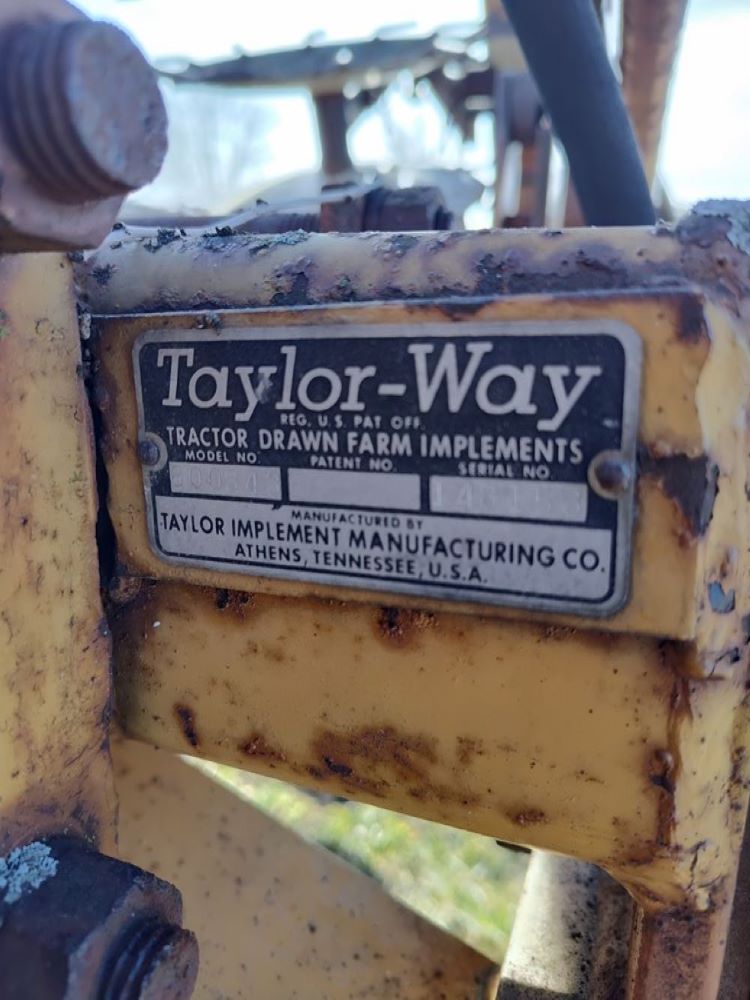 Taylor-Way
REG. U.S. PAT OFF.
TRACTOR DRAWN FARM IMPLEMENTS
MODEL NO. PATENT NO. SERIAL NO.
MANUFACTURED BY
TAYLOR IMPLEMENT MANUFACTURING CO.
ATHENS, TENNESSEE, U.S.A.